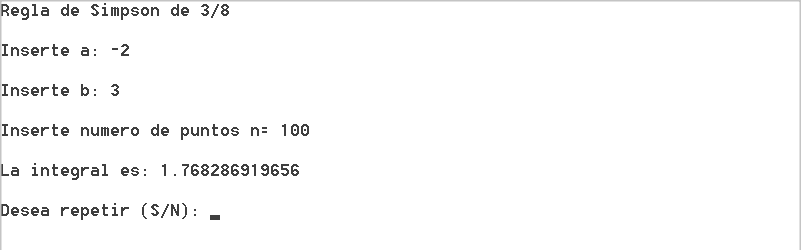 Regla de Simpson de 3/8
Inserte a: -2
Inserte b: 3
Inserte numero de puntos n= 100
La integral es: 1.768286919656
Desea repetir (S/N): _